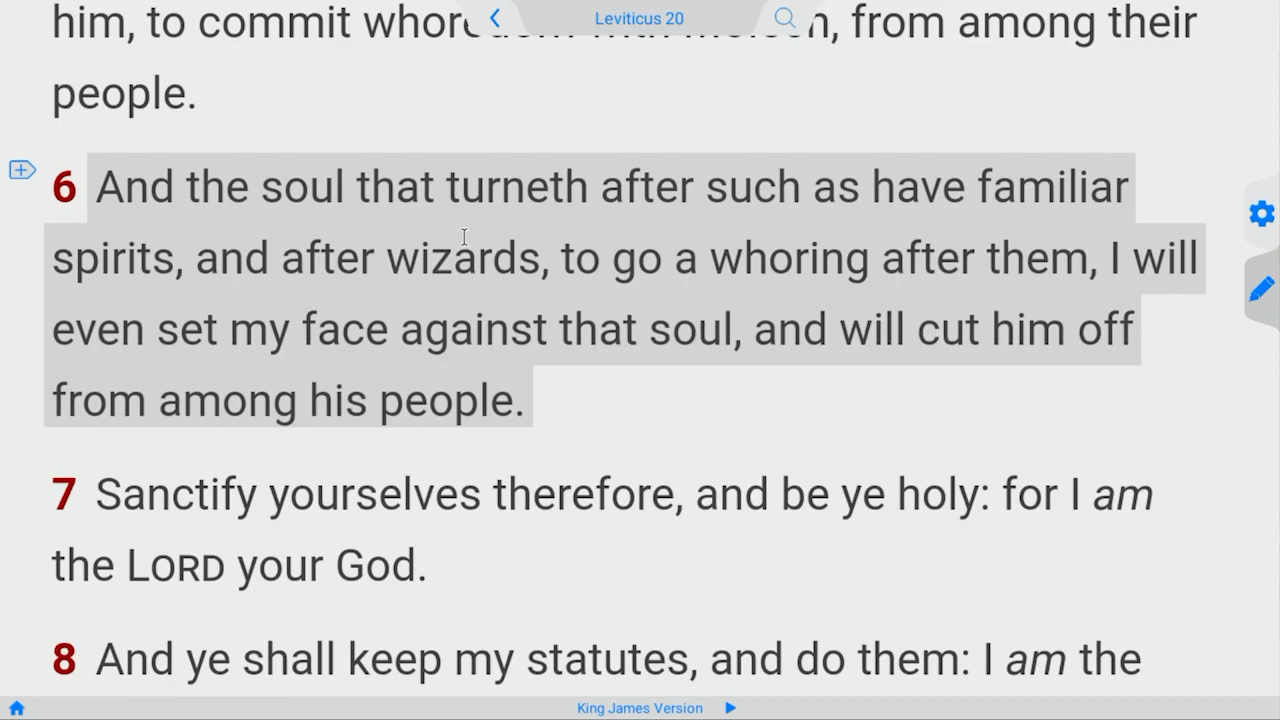 Leviticus 20
him, to commit from among their
people.
6 And the soul that turneth after such as have familiar
spirits, and after wizards, to go a whoring after them, I will
even set my face against that soul, and will cut him off
from among his people.
7 Sanctify yourselves therefore, and be ye holy: for I am
the LORD your God.
8 And ye shall keep my statutes, and do them: I am the
King James Version